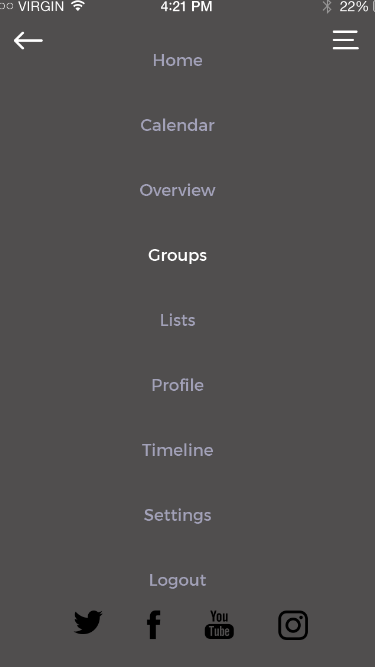 VIRGIN 4:21 PM 22%
Home
Calendar
Overview
Groups
Lists
Profile
Timeline
Settings
Logout
You
Tube